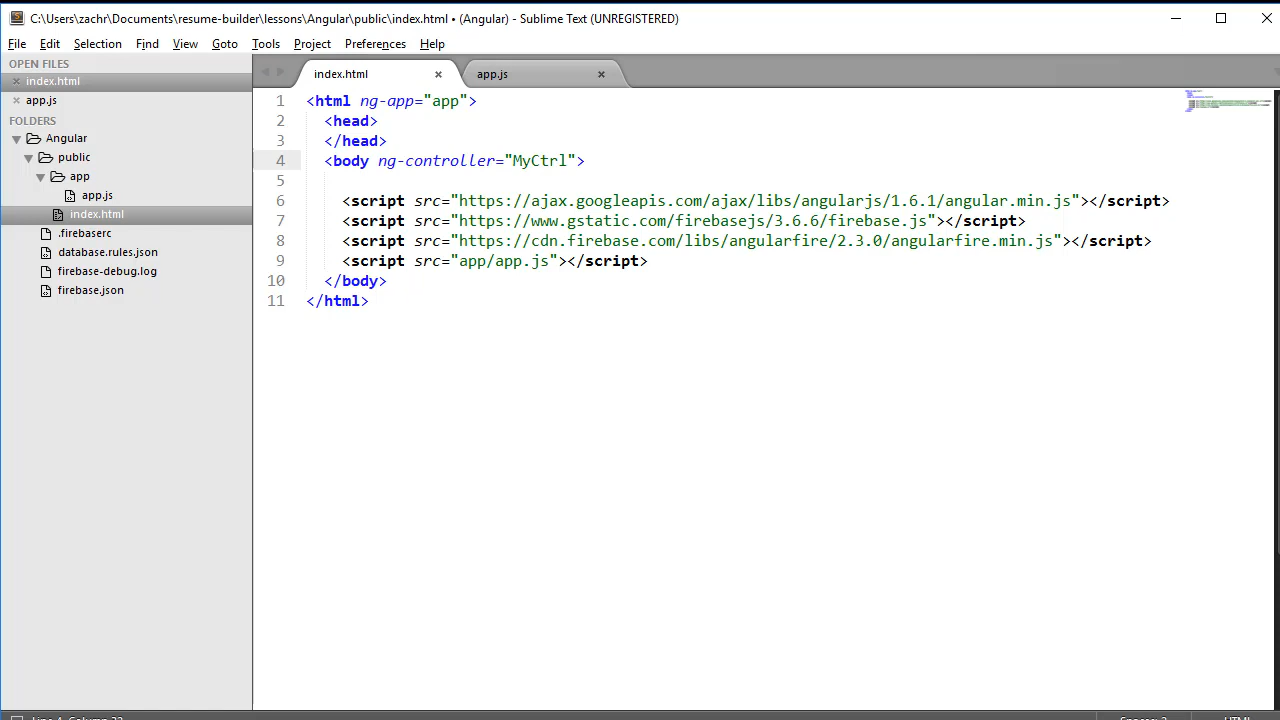 C:\Users\zachr\Documents\resume-builder\lessons\Angular\public\index.html • (Angular) - Sublime Text (UNREGISTERED)
File Edit Selection Find View Goto Tools Project Preferences Help
OPEN FILES
index.html
app.js
FOLDERS
Angular
public
app
app.js
index.html
.firebaserc
database.rules.json
firebase-debug.log
firebase.json
index.html app.js
1 <html ng-app="app">
2 <head>
3 </head>
4 <body ng-controller="MyCtrl">
5
6 <script src="https://ajax.googleapis.com/ajax/libs/angularjs/1.6.1/angular.min.js"></script>
7 <script src="https://www.gstatic.com/firebasejs/3.6.6/firebase.js"></script>
8 <script src="https://cdn.firebase.com/libs/angularfire/2.3.0/angularfire.min.js"></script>
9 <script src="app/app.js"></script>
10 </body>
11 </html>